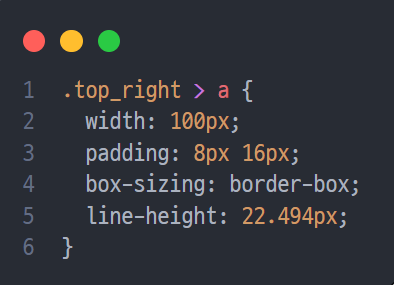 1 .top_right > a {
2   width: 100px;
3   padding: 8px 16px;
4   box-sizing: border-box;
5   line-height: 22.494px;
6 }